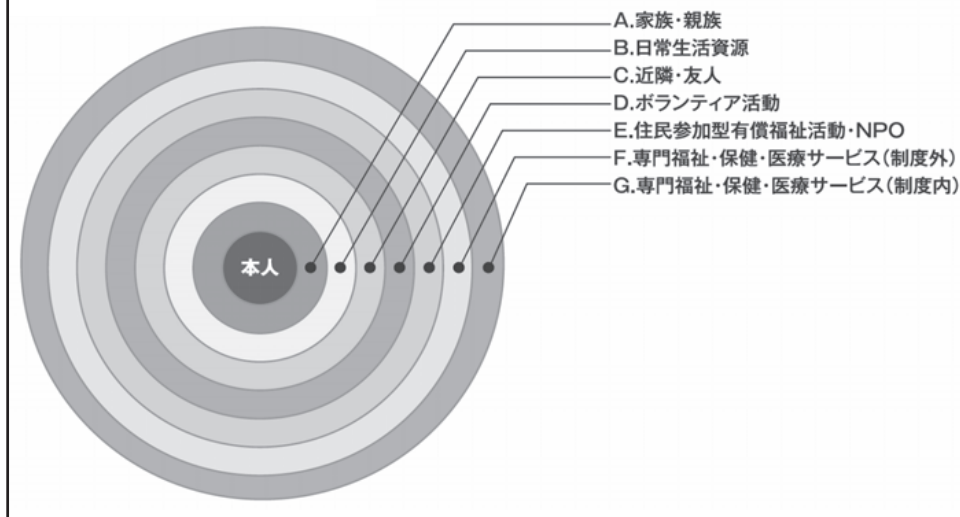 A.家族・親族
B.日常生活資源
C.近隣・友人
D.ボランティア活動
E.住民参加型有償福祉活動・NPO
F.専門福祉・保健・医療サービス(制度外)
G.専門福祉・保健・医療サービス(制度内)
本人